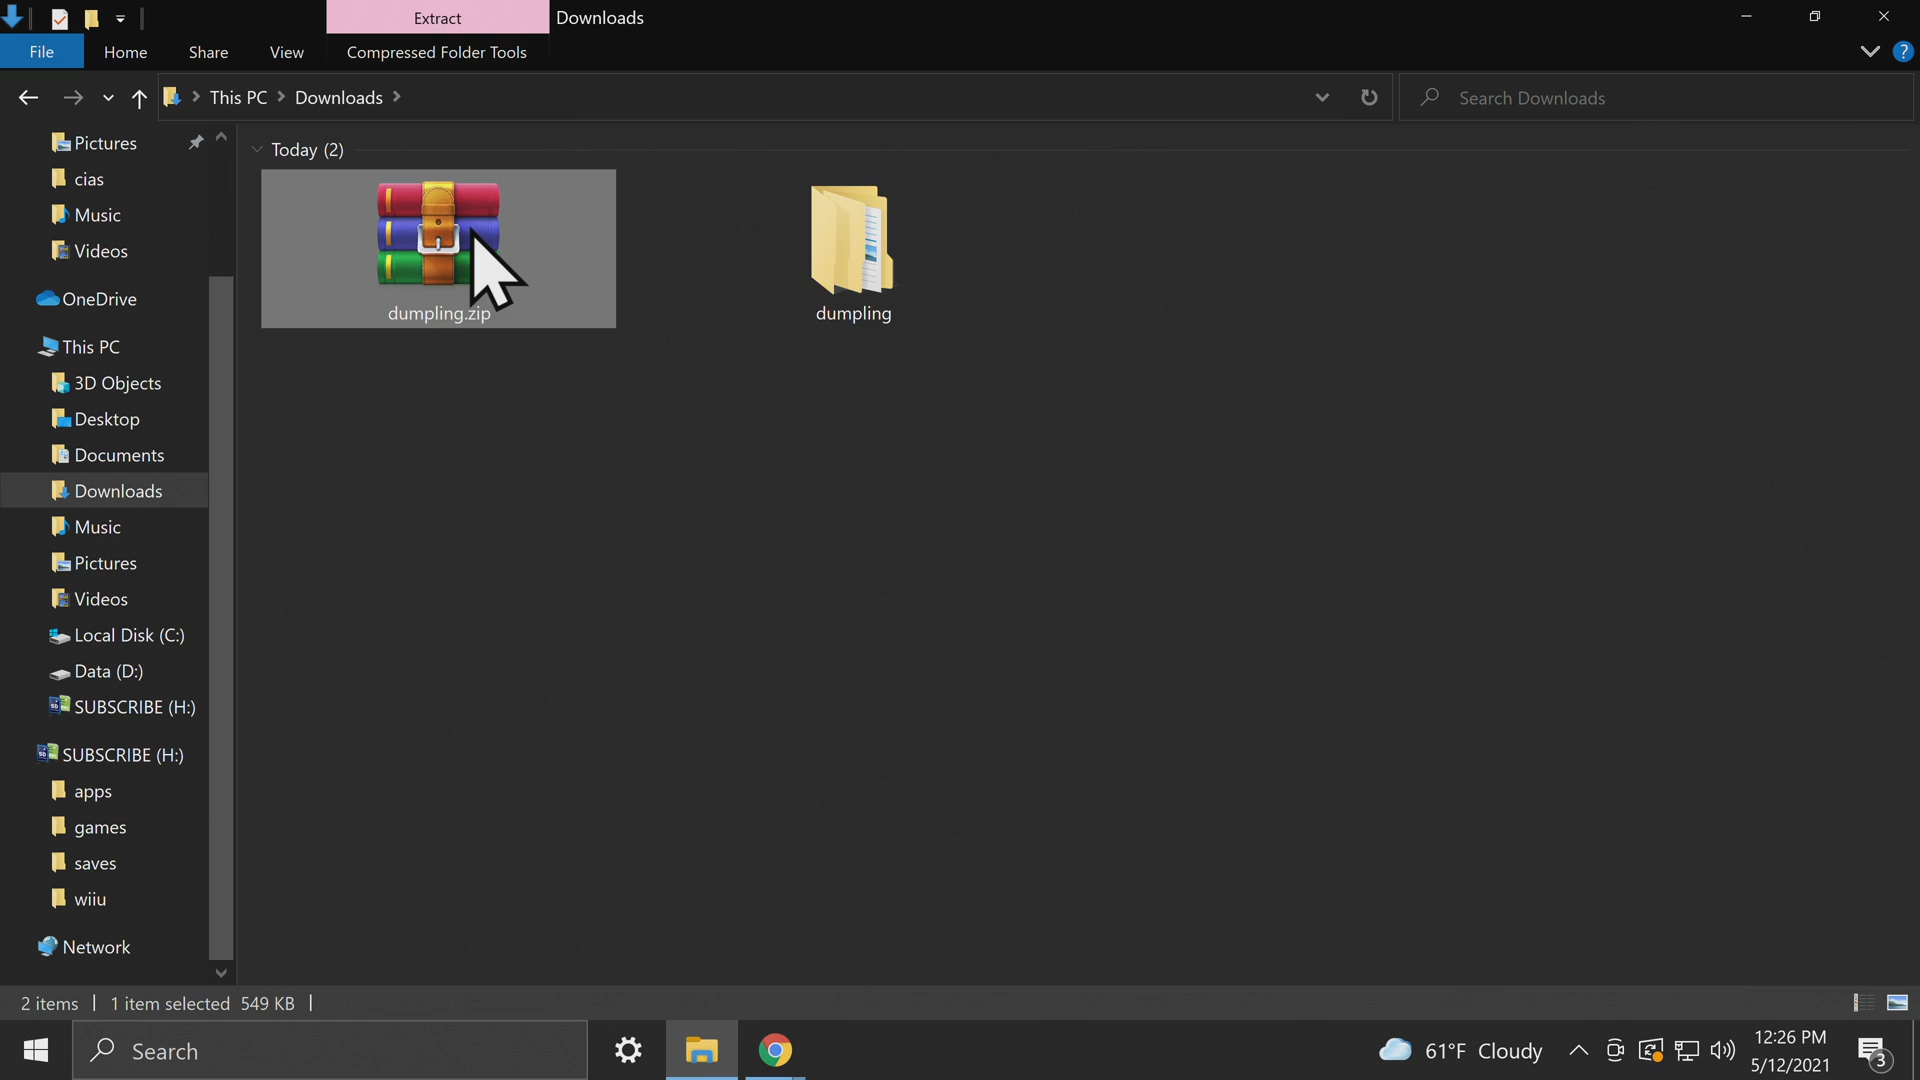 Extract
Downloads
File
Home
Share
View
Compressed Folder Tools
?
This PC
Downloads
Search Downloads
Pictures
cias
Music
Videos
OneDrive
This PC
3D Objects
Desktop
Documents
Downloads
Music
Pictures
Videos
Local Disk (C:)
Data (D:)
SUBSCRIBE (H:)
SUBSCRIBE (H:)
apps
games
saves
wiiu
Network
Today (2)
dumpling.zip
dumpling
2 items
1 item selected 549 KB
Search
61°F Cloudy
12:26 PM
5/12/2021
3